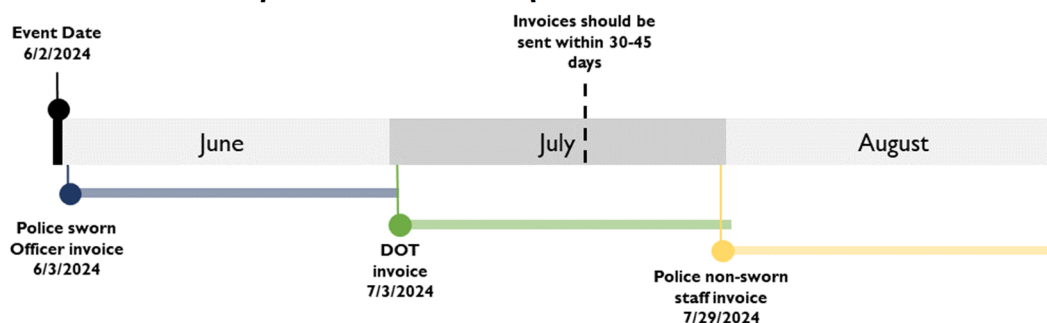 Event Date
6/2/2024
Invoices should be
sent within 30-45
days
June
July
August
Police sworn
Officer invoice
6/3/2024
DOT
invoice
7/3/2024
Police non-sworn
staff invoice
7/29/2024